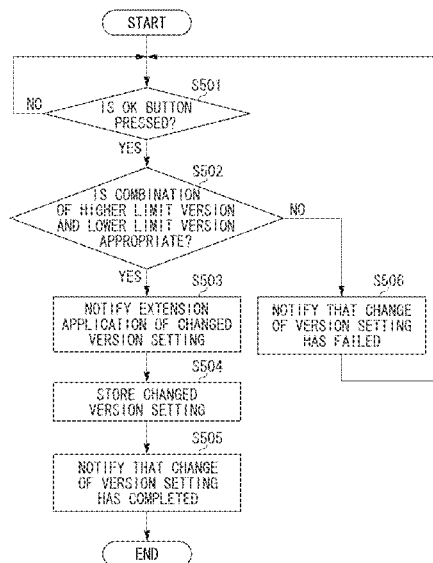 START
S501
NO
IS OK BUTTON
PRESSED?
YES
S502
IS COMBINATION
OF HIGHER LIMIT VERSION
AND LOWER LIMIT VERSION
APPROPRIATE?
NO
YES
S503
NOTIFY EXTENSION
APPLICATION OF CHANGED
VERSION SETTING
S506
NOTIFY THAT CHANGE
OF VERSION SETTING
HAS FAILED
S504
STORE CHANGED
VERSION SETTING
S505
NOTIFY THAT CHANGE
OF VERSION SETTING
HAS COMPLETED
END